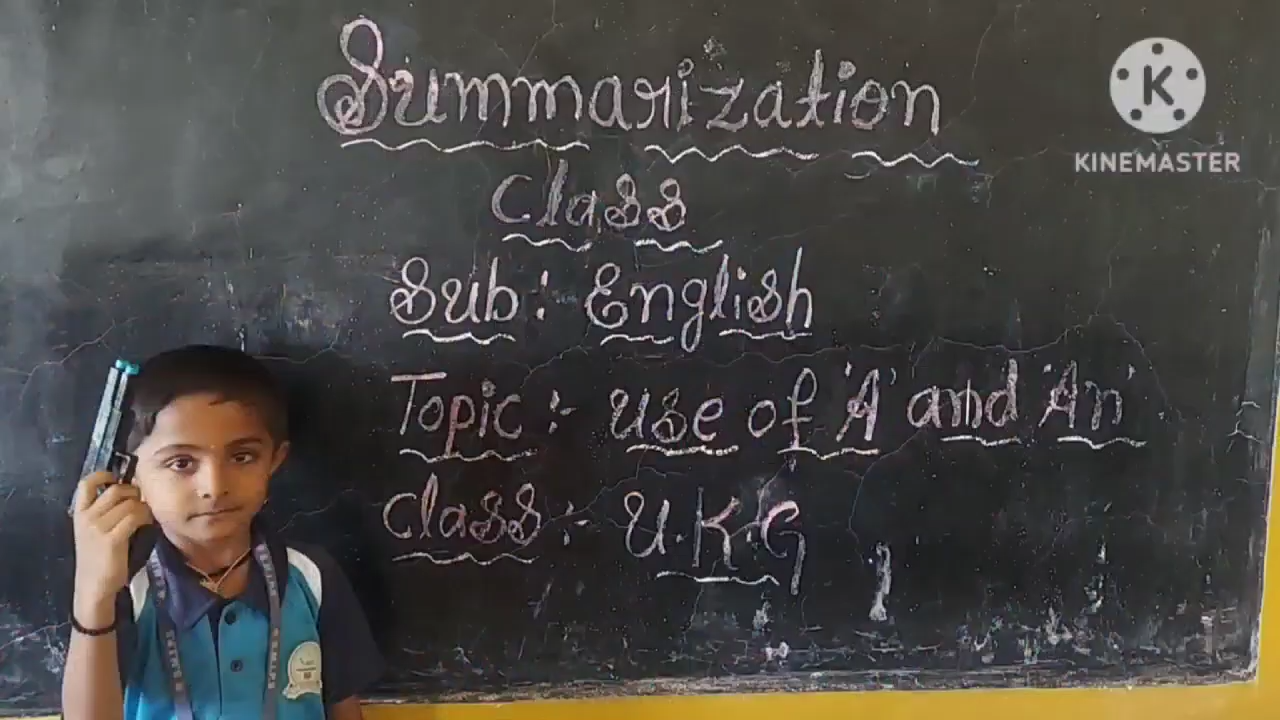 Summarization
Class
Sub: English
Topic:- use of 'A' and 'An'
Class:- U.K.G
K
KINEMASTER